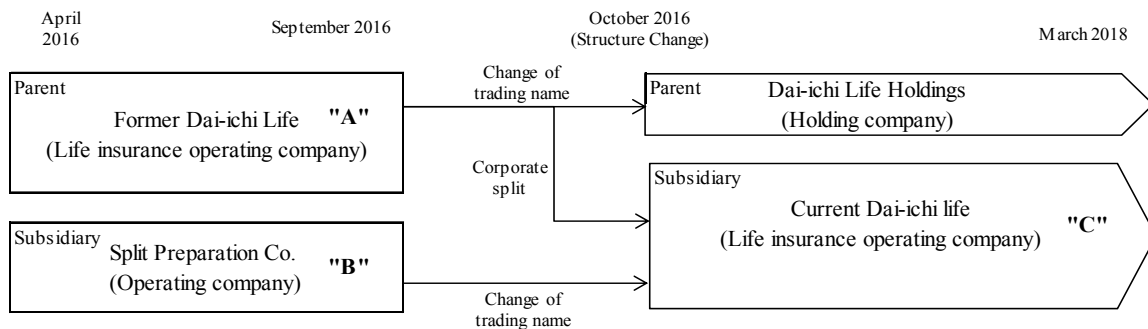 April
2016
September 2016
October 2016
(Structure Change)
March 2018
Parent
Former Dai-ichi Life "A"
(Life insurance operating company)
Change of
trading name
Parent
Dai-ichi Life Holdings
(Holding company)
Corporate
split
Subsidiary
Current Dai-ichi life
(Life insurance operating company) "C"
Subsidiary
Split Preparation Co. "B"
(Operating company)
Change of
trading name